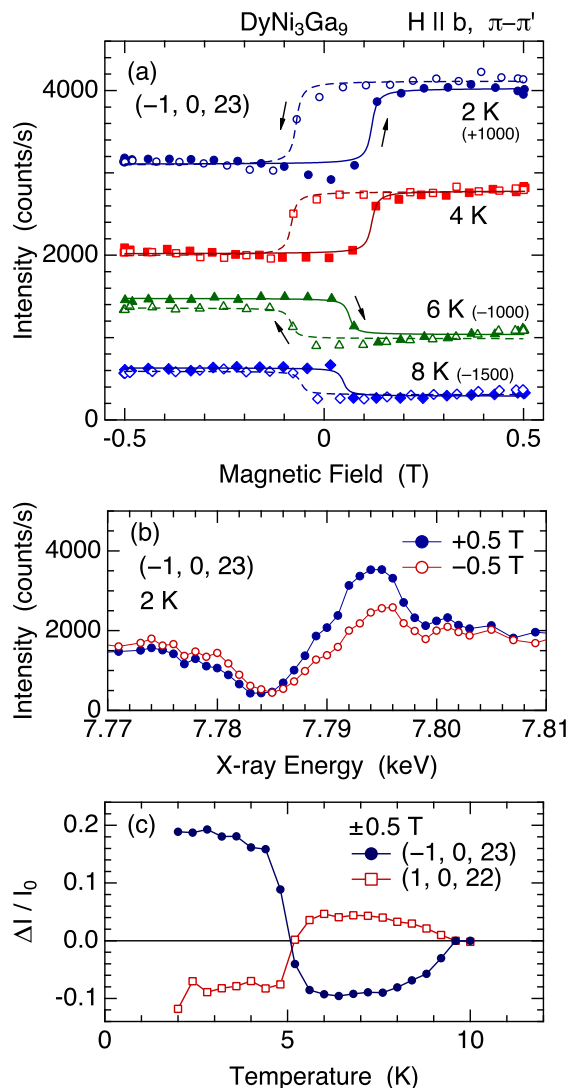 DyNi₃Ga₉ H || b, π–π'
(a)
(−1, 0, 23)
2 K
(+1000)
4 K
6 K (−1000)
8 K (−1500)
4000
2000
0
Intensity (counts/s)
-0.5 0 0.5
Magnetic Field (T)
(b)
(−1, 0, 23)
2 K
+0.5 T
−0.5 T
4000
2000
0
Intensity (counts/s)
7.77 7.78 7.79 7.80 7.81
X-ray Energy (keV)
(c)
±0.5 T
(−1, 0, 23)
(1, 0, 22)
0.2
0.1
0.0
-0.1
ΔI / I₀
0 5 10
Temperature (K)